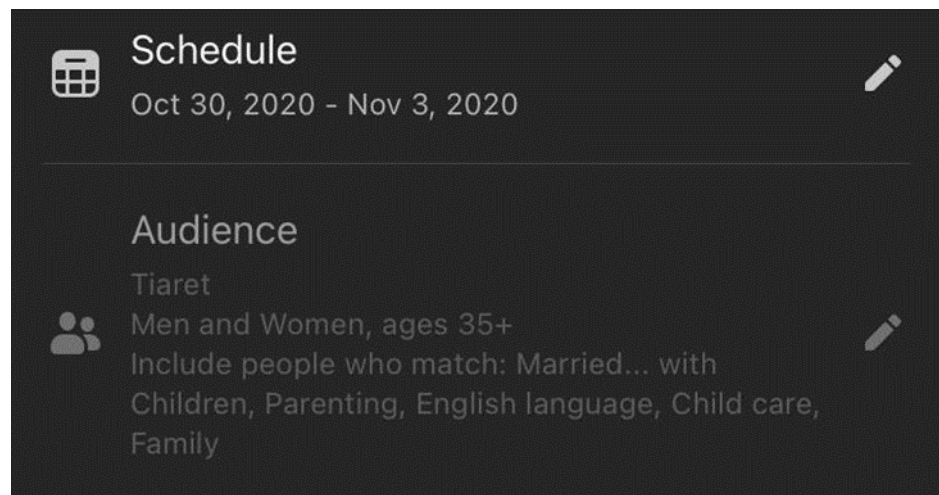 Schedule
Oct 30, 2020 - Nov 3, 2020
Audience
Tiaret
Men and Women, ages 35+
Include people who match: Married... with
Children, Parenting, English language, Child care,
Family